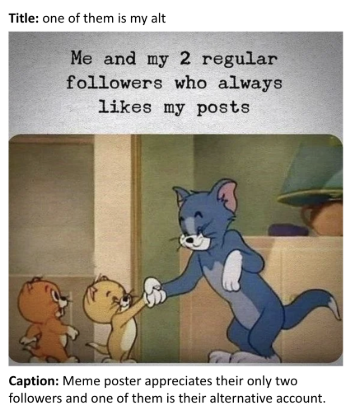 Title: one of them is my alt
Me and my 2 regular
followers who always
likes my posts
Caption: Meme poster appreciates their only two
followers and one of them is their alternative account.